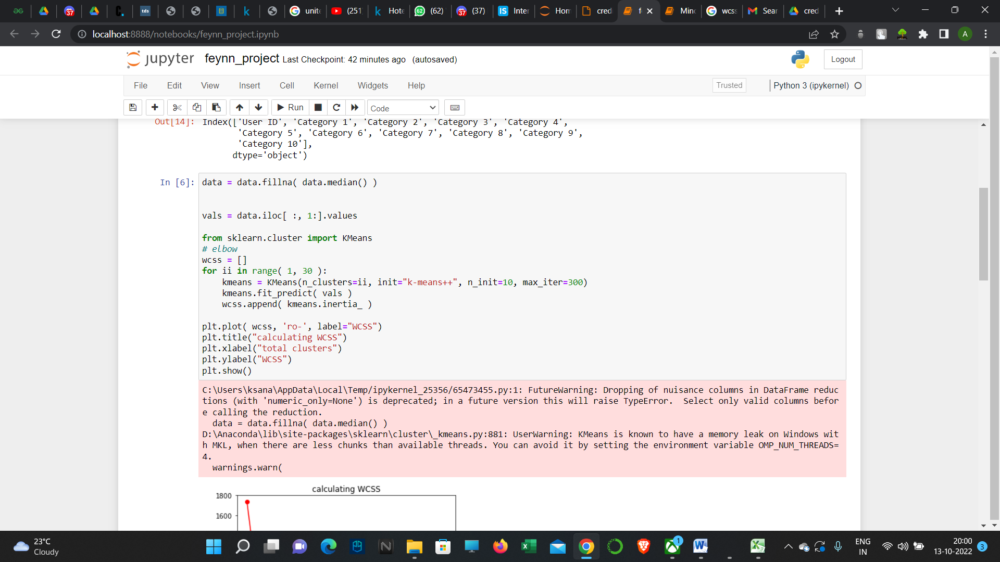 tds
unite
(251
k
Hote
62
(62)
37
(37)
IS
Inter
Hom
cred
f
Mino
wcss
Sear
cred
localhost:8888/notebooks/feynn_project.ipynb
A
jupyter feynn_project Last Checkpoint: 42 minutes ago (autosaved)
Logout
File Edit View Insert Cell Kernel Widgets Help
Trusted
Python 3 (ipykernel)
Run
Code
Out[14]: Index(['User ID', 'Category 1', 'Category 2', 'Category 3', 'Category 4',
'Category 5', 'Category 6', 'Category 7', 'Category 8', 'Category 9',
'Category 10'],
dtype='object')
In [6]: data = data.fillna( data.median() )
vals = data.iloc[ :, 1:].values
from sklearn.cluster import KMeans
# elbow
wcss = []
for ii in range( 1, 30 ):
kmeans = KMeans(n_clusters=ii, init="k-means++", n_init=10, max_iter=300)
kmeans.fit_predict( vals )
wcss.append( kmeans.inertia_ )
plt.plot( wcss, 'ro-', label="WCSS")
plt.title("calculating WCSS")
plt.xlabel("total clusters")
plt.ylabel("WCSS")
plt.show()
C:\Users\ksana\AppData\Local\Temp/ipykernel_25356/65473455.py:1: FutureWarning: Dropping of nuisance columns in DataFrame reduc
tions (with 'numeric_only=None') is deprecated; in a future version this will raise TypeError.  Select only valid columns befor
e calling the reduction.
data = data.fillna( data.median() )
D:\Anaconda\lib\site-packages\sklearn\cluster\_kmeans.py:881: UserWarning: KMeans is known to have a memory leak on Windows wit
h MKL, when there are less chunks than available threads. You can avoid it by setting the environment variable OMP_NUM_THREADS=
4.
warnings.warn(
calculating WCSS
1800
1600
23°C
Cloudy
1
ENG
IN
20:00
13-10-2022
3